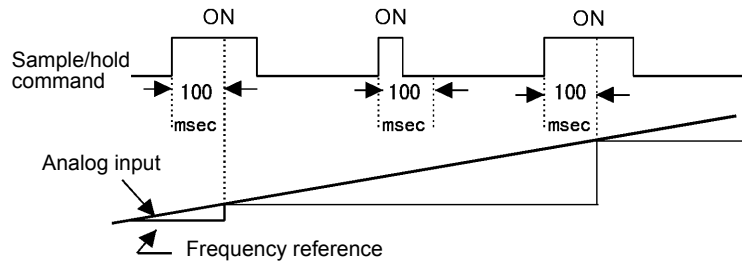 ON ON ON
Sample/hold
command
100 100 100
msec msec msec
Analog input
Frequency reference